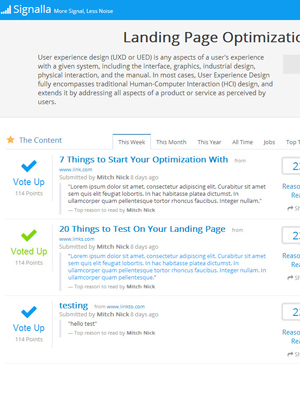 Signalla More Signal, Less Noise
Landing Page Optimizatio
User experience design (UXD or UED) is any aspects of a user's experience
with a given system, including the interface, graphics, industrial design,
physical interaction, and the manual. In most cases, User Experience Design
fully encompasses traditional Human-Computer Interaction (HCI) design, and
extends it by addressing all aspects of a product or service as perceived by
users.
The Content This Week This Month This Year All Time Jobs Top T
7 Things to Start Your Optimization With from
www.link.com
Submitted by Mitch Nick 8 days ago
Vote Up
114 Points
"Lorem ipsum dolor sit amet, consectetur adipiscing elit. Curabitur sit amet
sem quis elit feugiat lobortis. In hac habitasse platea dictumst. In
ullamcorper quam pellentesque tortor rhoncus faucibus. Integer nullam."
— Top reason to read by Mitch Nick
Reaso
Rea
Sh
20 Things to Test On Your Landing Page from
www.links.com
Submitted by Mitch Nick 8 days ago
Voted Up
114 Points
"Lorem ipsum dolor sit amet, consectetur adipiscing elit. Curabitur sit amet
sem quis elit feugiat lobortis. In hac habitasse platea dictumst. In
ullamcorper quam pellentesque tortor rhoncus faucibus. Integer nullam."
— Top reason to read by Mitch Nick
Reaso
Rea
Sh
testing from www.linkto.com
Submitted by Mitch Nick 8 days ago
Vote Up
114 Points
"hello test"
— Top reason to read by Mitch Nick
Reaso
Rea
Sh